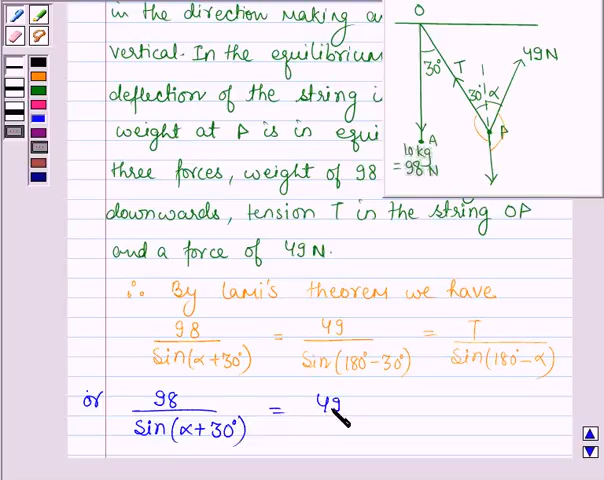 in the direction making a
vertical. In the equilibrium
deflection of the string i
weight at A is in equi
three forces, weight of 98
downwards, tension T in the string OP
and a force of 49N.
∴ By Lami's theorem we have
98 / sin(α+30°) = 49 / sin(180°-30°) = T / sin(180°-α)
or 98 / sin(α+30°) = 49
O
49N
30°
T
30° α
P
A
10 kg
= 98 N